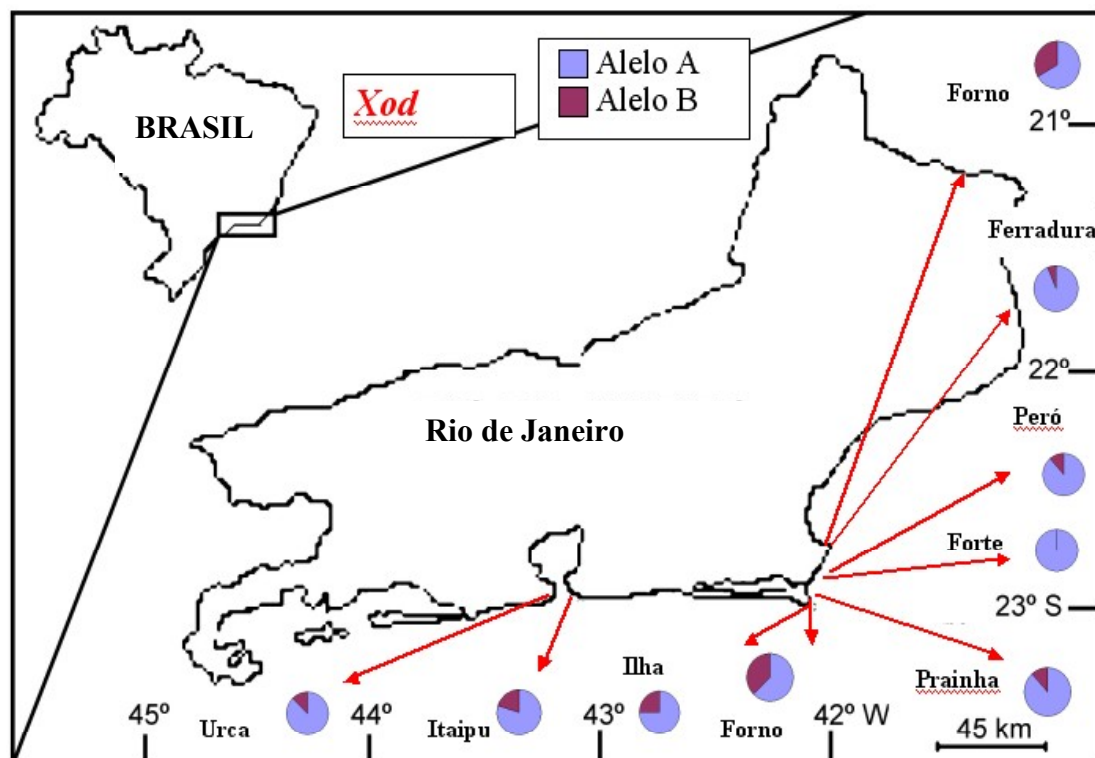 Alelo A
Alelo B
Xod
BRASIL
Forno
21º
Ferradura
22º
Peró
Rio de Janeiro
Forte
23º S
Ilha
Prainha
45º
Urca
44º
Itaipu
43º
Forno
42º W
45 km